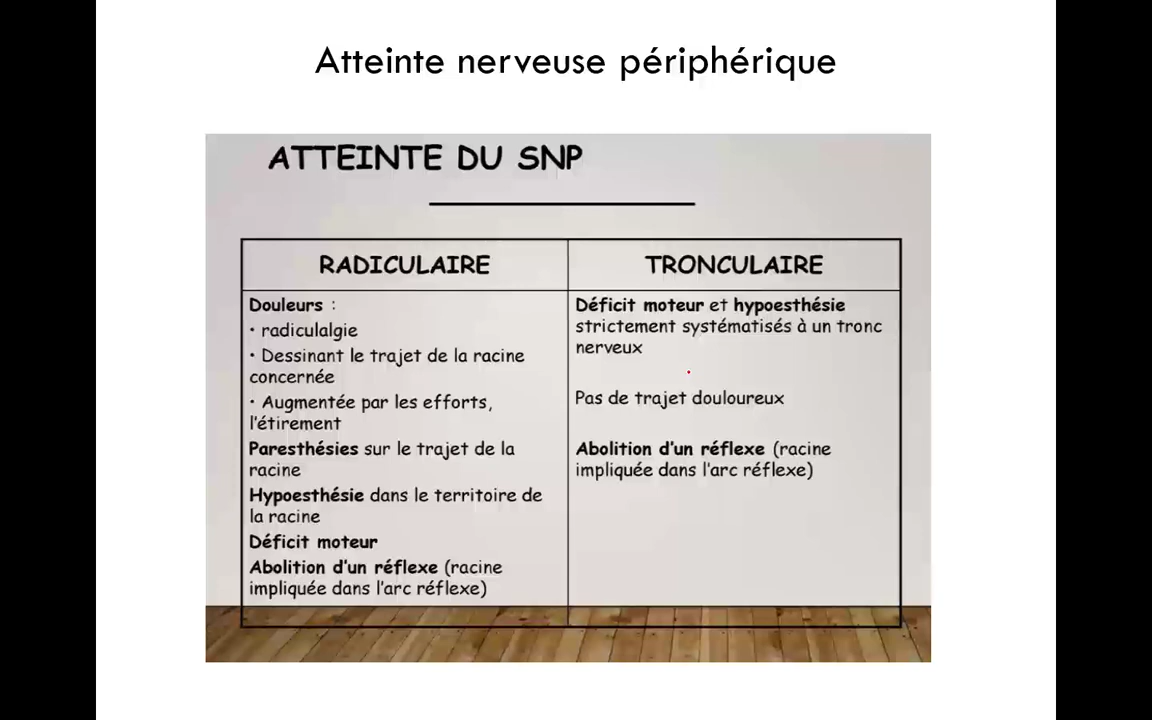 Atteinte nerveuse périphérique
ATTEINTE DU SNP
RADICULAIRE
Douleurs :
• radiculalgie
• Dessinant le trajet de la racine
concernée
• Augmentée par les efforts,
l'étirement
Paresthésies sur le trajet de la
racine
Hypoesthésie dans le territoire de
la racine
Déficit moteur
Abolition d'un réflexe (racine
impliquée dans l'arc réflexe)
TRONCULAIRE
Déficit moteur et hypoesthésie
strictement systématisés à un tronc
nerveux
Pas de trajet douloureux
Abolition d'un réflexe (racine
impliquée dans l'arc réflexe)